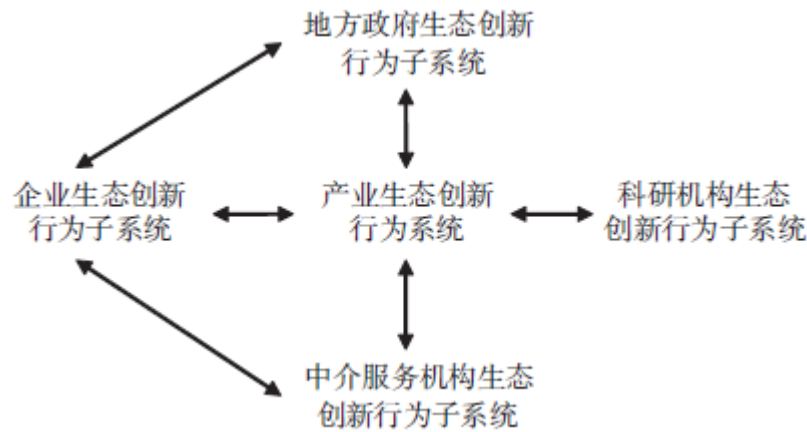 地方政府生态创新
行为子系统
企业生态创新
行为子系统
产业生态创新
行为系统
科研机构生态
创新行为子系统
中介服务机构生态
创新行为子系统